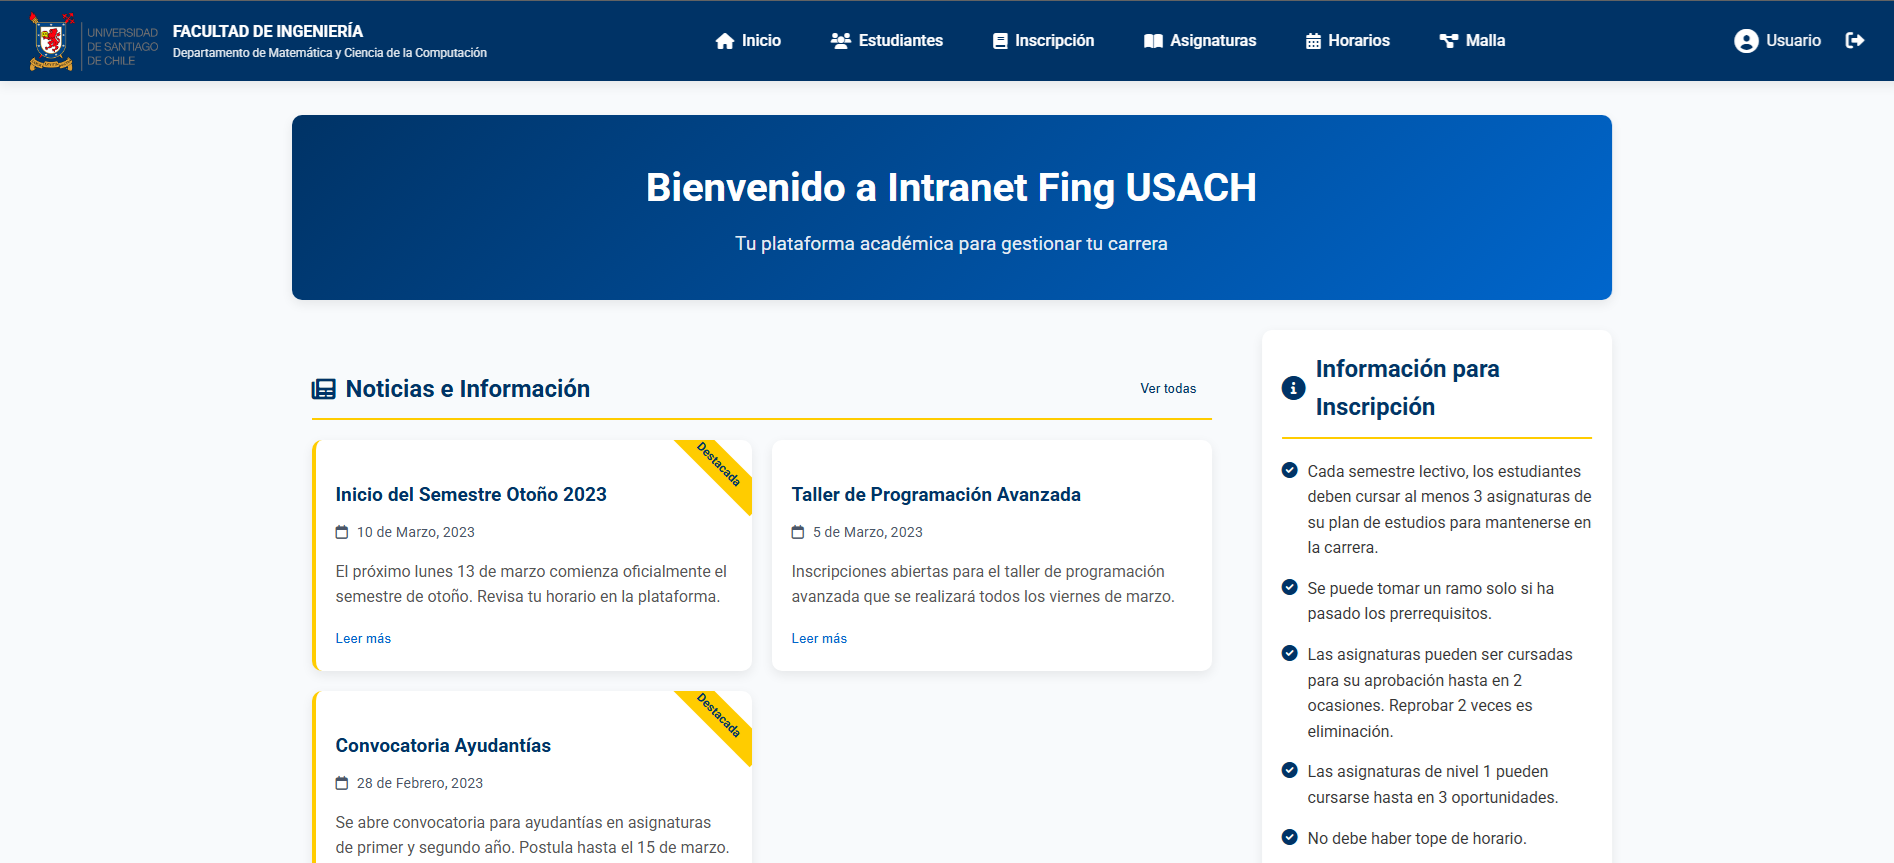 UNIVERSIDAD
DE SANTIAGO
DE CHILE
FACULTAD DE INGENIERÍA
Departamento de Matemática y Ciencia de la Computación
Inicio
Estudiantes
Inscripción
Asignaturas
Horarios
Malla
Usuario
Bienvenido a Intranet Fing USACH
Tu plataforma académica para gestionar tu carrera
Noticias e Información
Ver todas
Destacada
Inicio del Semestre Otoño 2023
10 de Marzo, 2023
El próximo lunes 13 de marzo comienza oficialmente el
semestre de otoño. Revisa tu horario en la plataforma.
Leer más
Taller de Programación Avanzada
5 de Marzo, 2023
Inscripciones abiertas para el taller de programación
avanzada que se realizará todos los viernes de marzo.
Leer más
Destacada
Convocatoria Ayudantías
28 de Febrero, 2023
Se abre convocatoria para ayudantías en asignaturas
de primer y segundo año. Postula hasta el 15 de marzo.
Información para
Inscripción
Cada semestre lectivo, los estudiantes
deben cursar al menos 3 asignaturas de
su plan de estudios para mantenerse en
la carrera.
Se puede tomar un ramo solo si ha
pasado los prerrequisitos.
Las asignaturas pueden ser cursadas
para su aprobación hasta en 2
ocasiones. Reprobar 2 veces es
eliminación.
Las asignaturas de nivel 1 pueden
cursarse hasta en 3 oportunidades.
No debe haber tope de horario.